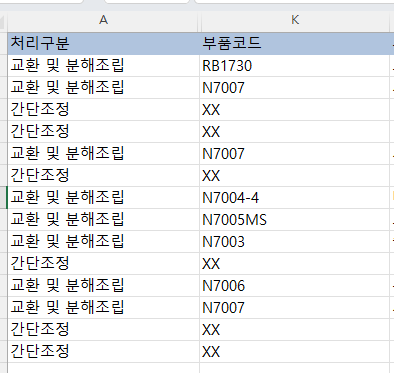 A K
처리구분 부품코드
교환 및 분해조립 RB1730
교환 및 분해조립 N7007
간단조정 XX
간단조정 XX
교환 및 분해조립 N7007
간단조정 XX
교환 및 분해조립 N7004-4
교환 및 분해조립 N7005MS
교환 및 분해조립 N7003
간단조정 XX
교환 및 분해조립 N7006
교환 및 분해조립 N7007
간단조정 XX
간단조정 XX